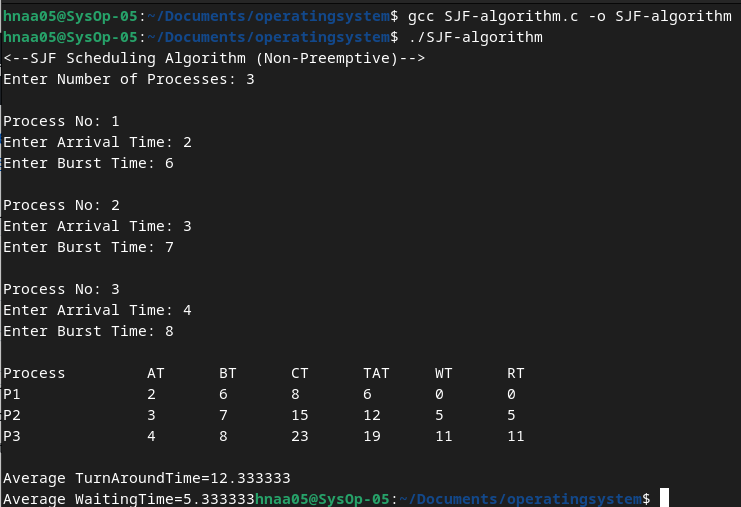 hnaa05@SysOp-05:~/Documents/operatingsystem$ gcc SJF-algorithm.c -o SJF-algorithm
hnaa05@SysOp-05:~/Documents/operatingsystem$ ./SJF-algorithm
<--SJF Scheduling Algorithm (Non-Preemptive)-->
Enter Number of Processes: 3

Process No: 1
Enter Arrival Time: 2
Enter Burst Time: 6

Process No: 2
Enter Arrival Time: 3
Enter Burst Time: 7

Process No: 3
Enter Arrival Time: 4
Enter Burst Time: 8

Process AT BT CT TAT WT RT
P1 2 6 8 6 0 0
P2 3 7 15 12 5 5
P3 4 8 23 19 11 11

Average TurnAroundTime=12.333333
Average WaitingTime=5.333333hnaa05@SysOp-05:~/Documents/operatingsystem$